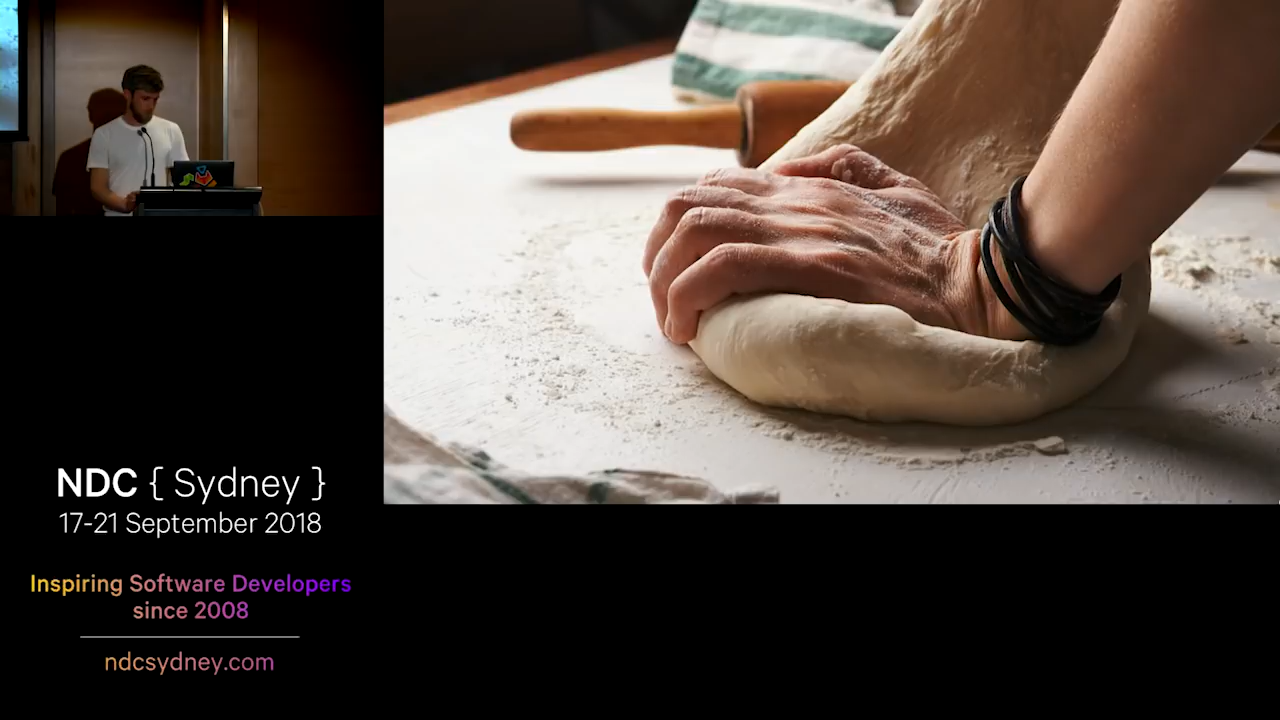 NDC { Sydney }
17-21 September 2018
Inspiring Software Developers
since 2008
ndcsydney.com